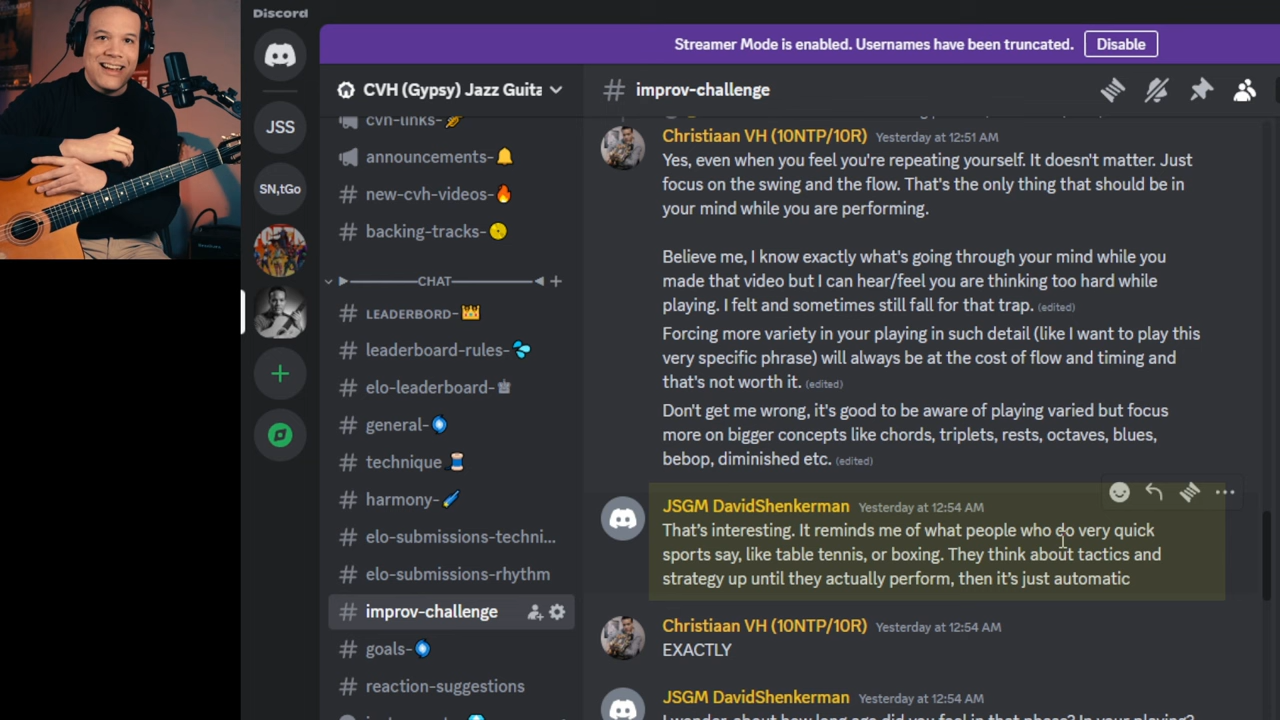 Discord
Streamer Mode is enabled. Usernames have been truncated.
Disable
JSS
SN,tGo
CVH (Gypsy) Jazz Guita
cvh-links-
announcements-
new-cvh-videos-
backing-tracks-
CHAT
LEADERBORD-
leaderboard-rules-
elo-leaderboard-
general-
technique
harmony-
elo-submissions-techni...
elo-submissions-rhythm
improv-challenge
goals-
reaction-suggestions
# improv-challenge
Christiaan VH (10NTP/10R) Yesterday at 12:51 AM
Yes, even when you feel you're repeating yourself. It doesn't matter. Just
focus on the swing and the flow. That's the only thing that should be in
your mind while you are performing.
Believe me, I know exactly what's going through your mind while you
made that video but I can hear/feel you are thinking too hard while
playing. I felt and sometimes still fall for that trap. (edited)
Forcing more variety in your playing in such detail (like I want to play this
very specific phrase) will always be at the cost of flow and timing and
that's not worth it. (edited)
Don't get me wrong, it's good to be aware of playing varied but focus
more on bigger concepts like chords, triplets, rests, octaves, blues,
bebop, diminished etc. (edited)
JSGM DavidShenkerman Yesterday at 12:54 AM
That's interesting. It reminds me of what people who do very quick
sports say, like table tennis, or boxing. They think about tactics and
strategy up until they actually perform, then it's just automatic
Christiaan VH (10NTP/10R) Yesterday at 12:54 AM
EXACTLY
JSGM DavidShenkerman Yesterday at 12:54 AM